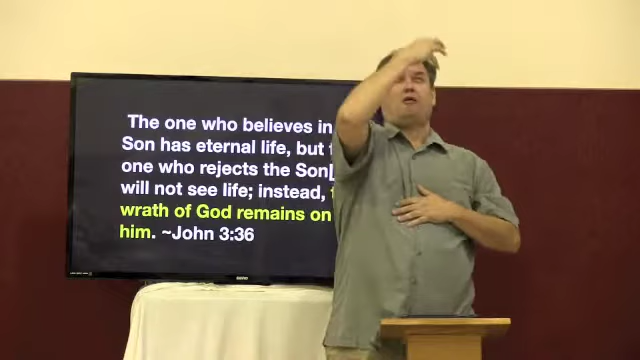 The one who believes in
Son has eternal life, but
one who rejects the Son
will not see life; instead,
wrath of God remains on
him. ~John 3:36